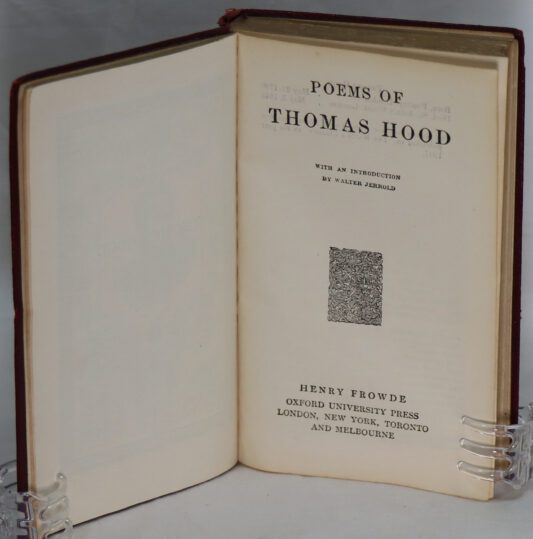 POEMS OF
THOMAS HOOD
WITH AN INTRODUCTION
BY WALTER JERROLD
HENRY FROWDE
OXFORD UNIVERSITY PRESS
LONDON, NEW YORK, TORONTO
AND MELBOURNE